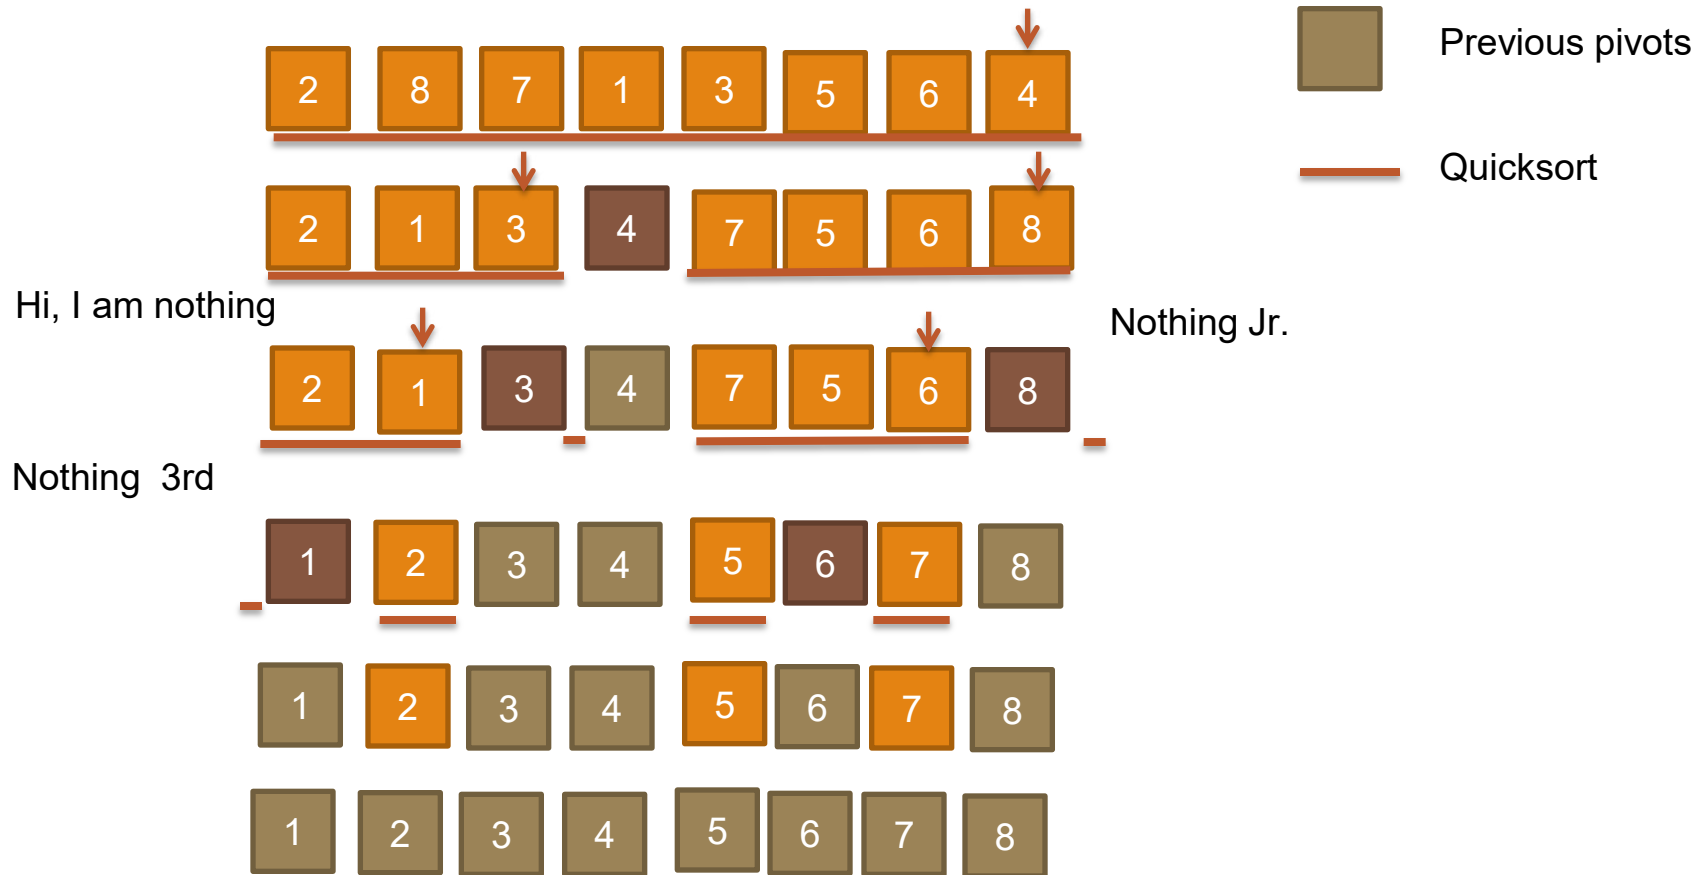 2 8 7 1 3 5 6 4
Previous pivots
Quicksort
2 1 3 4 7 5 6 8
Hi, I am nothing
Nothing Jr.
2 1 3 4 7 5 6 8
Nothing 3rd
1 2 3 4 5 6 7 8
1 2 3 4 5 6 7 8
1 2 3 4 5 6 7 8